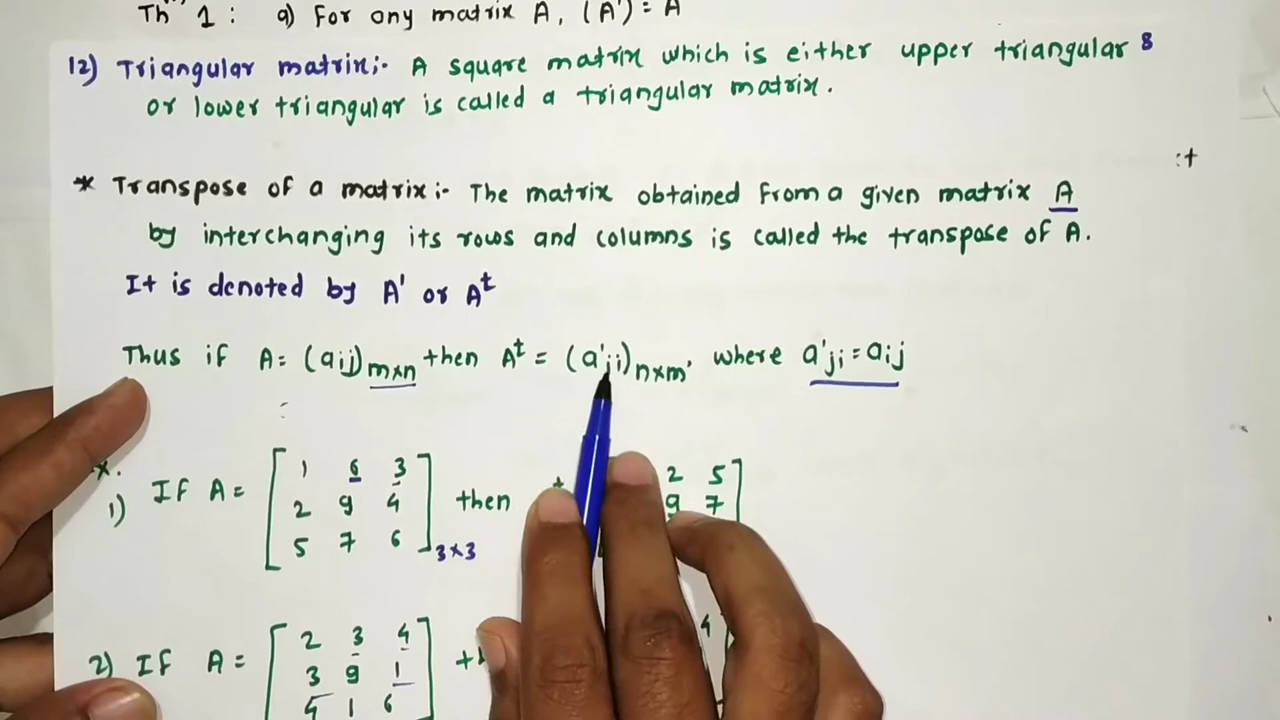 Th 1 : a) For any matrix A, (A')' = A
12) Triangular matrix:- A square matrix which is either upper triangular 8
or lower triangular is called a triangular matrix.
:t
* Transpose of a matrix:- The matrix obtained from a given matrix A
by interchanging its rows and columns is called the transpose of A.
It is denoted by A' or Aᵗ
Thus if A = (aij)m×n then Aᵗ = (a'ji)n×m, where a'ji = aij
x.
1) If A = [ 1 6 3 ] then t 2 5 ]
2 9 4 9 7
5 7 6 3×3
2) If A = [ 2 3 4 4
3 9 1
4 1 6